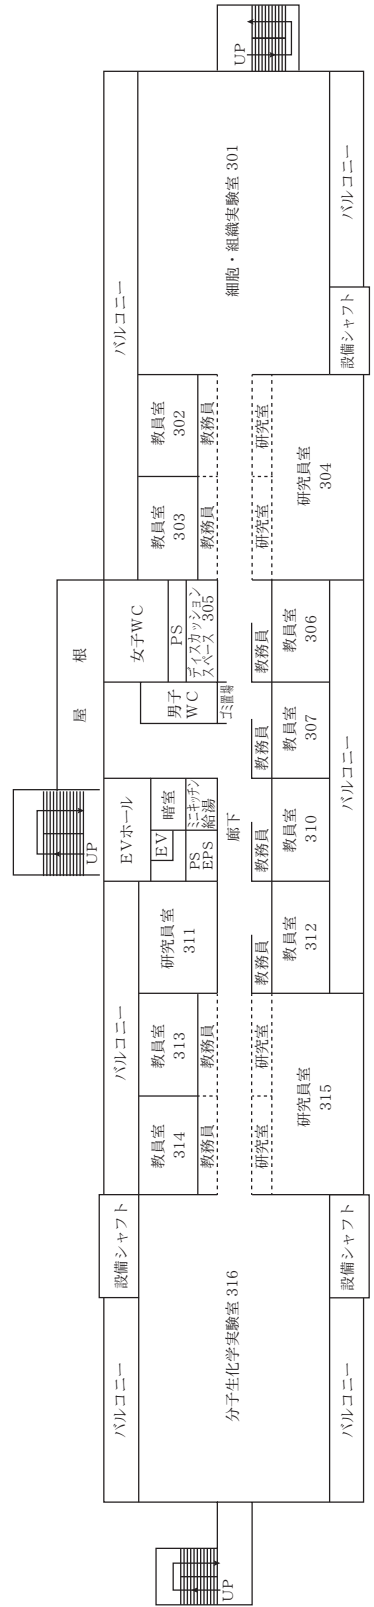 UP
屋根
バルコニー
設備シャフト
バルコニー
EVホール
女子WC
バルコニー
教員室
314
教員室
313
研究員室
311
EV
暗室
男子
WC
PS
教員室
303
教員室
302
教務員
教務員
PS
EPS
ミニキッチン
給湯
ゴミ置場
ディスカッション
スペース 305
教務員
教務員
UP
分子生化学実験室 316
廊下
細胞・組織実験室 301
UP
研究室
研究室
教務員
教務員
教務員
教務員
研究室
研究室
研究員室
315
教員室
312
教員室
310
教員室
307
教員室
306
研究員室
304
バルコニー
設備シャフト
バルコニー
設備シャフト
バルコニー